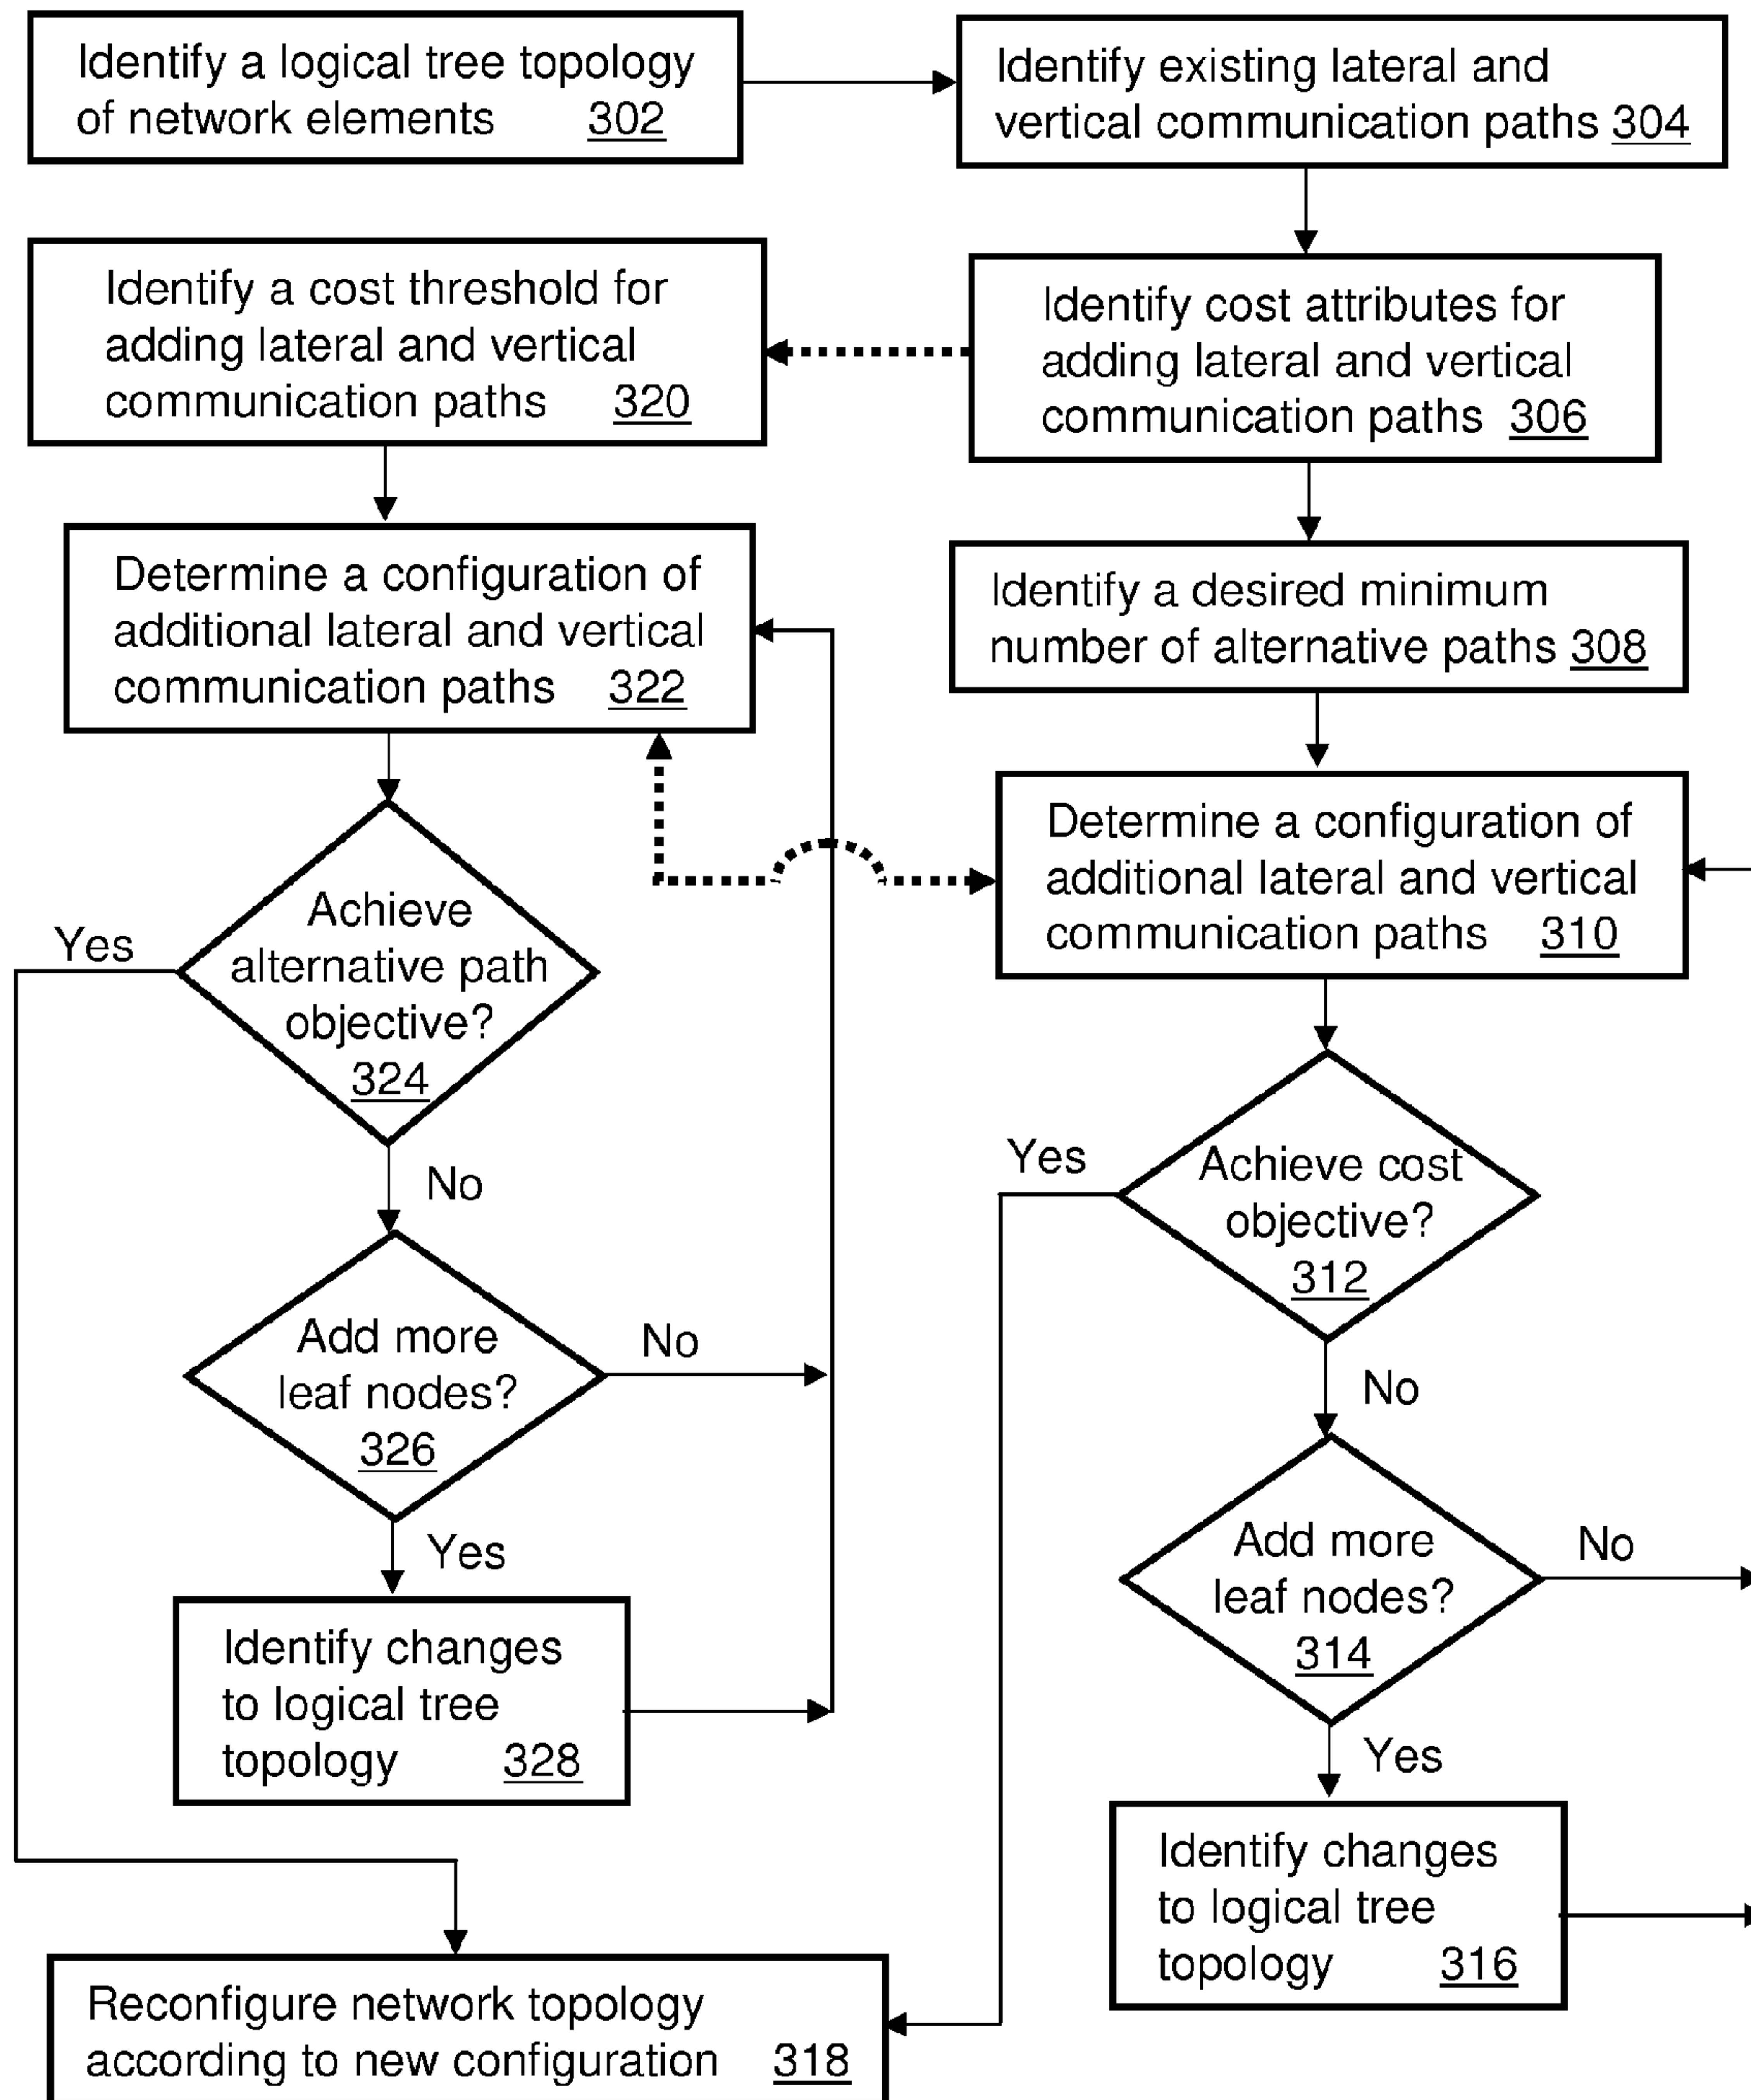 Identify a logical tree topology
of network elements 302
Identify existing lateral and
vertical communication paths 304
Identify a cost threshold for
adding lateral and vertical
communication paths 320
Identify cost attributes for
adding lateral and vertical
communication paths 306
Determine a configuration of
additional lateral and vertical
communication paths 322
Identify a desired minimum
number of alternative paths 308
Determine a configuration of
additional lateral and vertical
communication paths 310
Achieve
alternative path
objective?
324
Yes
No
Achieve cost
objective?
312
Yes
No
Add more
leaf nodes?
326
No
Yes
Add more
leaf nodes?
314
No
Yes
Identify changes
to logical tree
topology 328
Identify changes
to logical tree
topology 316
Reconfigure network topology
according to new configuration 318